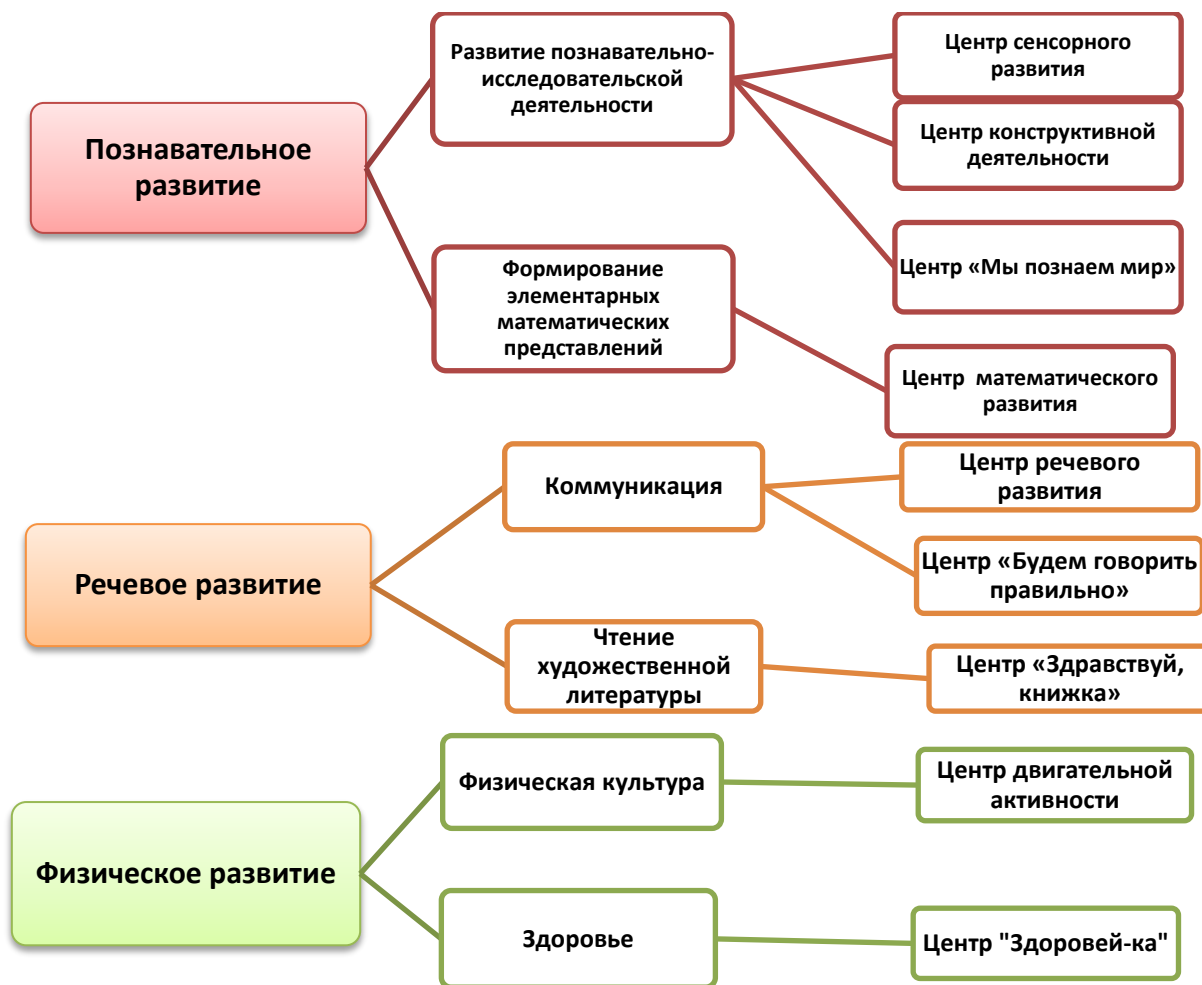 Познавательное
развитие
Развитие познавательно-
исследовательской
деятельности
Центр сенсорного
развития
Центр конструктивной
деятельности
Центр «Мы познаем мир»
Формирование
элементарных
математических
представлений
Центр  математического
развития
Речевое развитие
Коммуникация
Центр речевого
развития
Центр «Будем говорить
правильно»
Чтение
художественной
литературы
Центр «Здравствуй,
книжка»
Физическое развитие
Физическая культура
Центр двигательной
активности
Здоровье
Центр "Здоровей-ка"